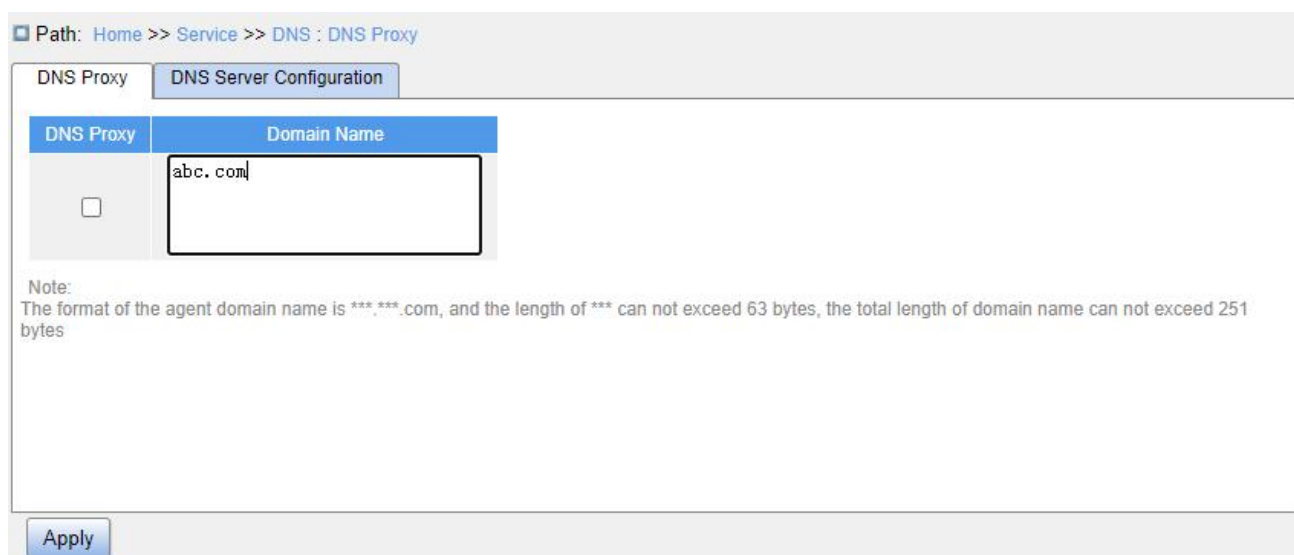 Path: Home >> Service >> DNS : DNS Proxy
DNS Proxy DNS Server Configuration
DNS Proxy Domain Name
abc.com
Note:
The format of the agent domain name is ***.***.com, and the length of *** can not exceed 63 bytes, the total length of domain name can not exceed 251
bytes
Apply